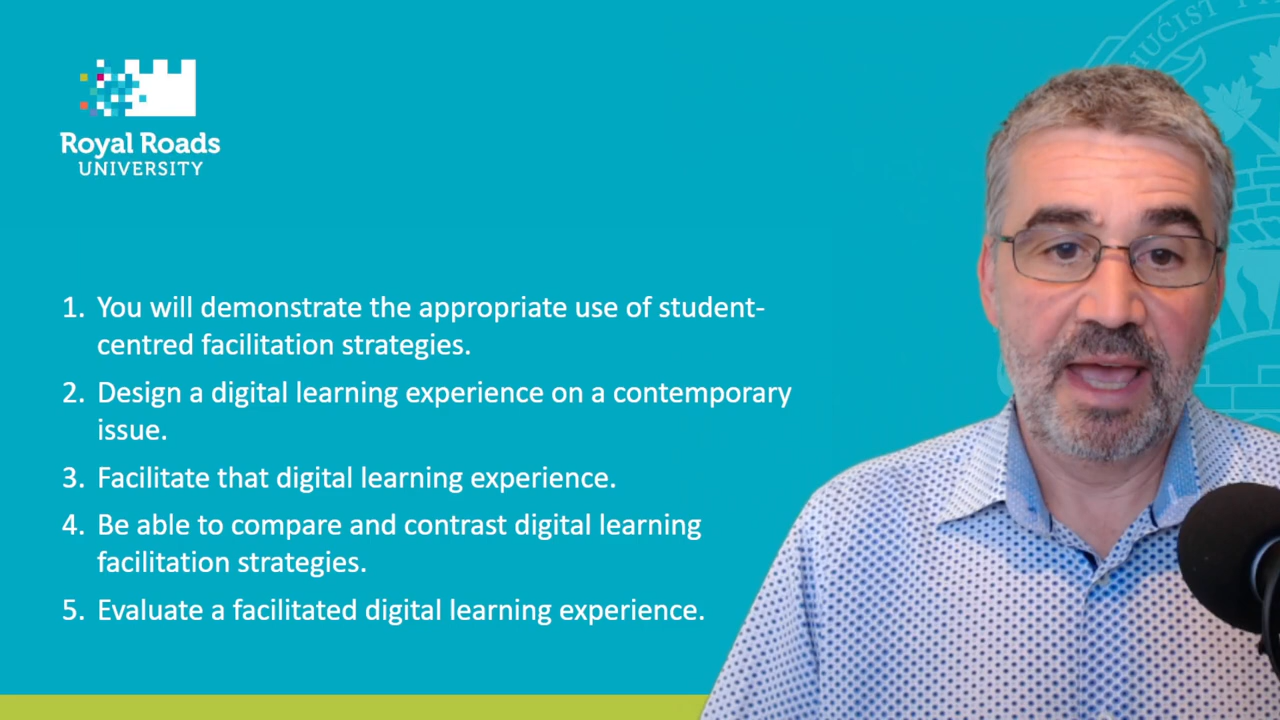 HUĆIST
Royal Roads
UNIVERSITY
1. You will demonstrate the appropriate use of student-
centred facilitation strategies.
2. Design a digital learning experience on a contemporary
issue.
3. Facilitate that digital learning experience.
4. Be able to compare and contrast digital learning
facilitation strategies.
5. Evaluate a facilitated digital learning experience.